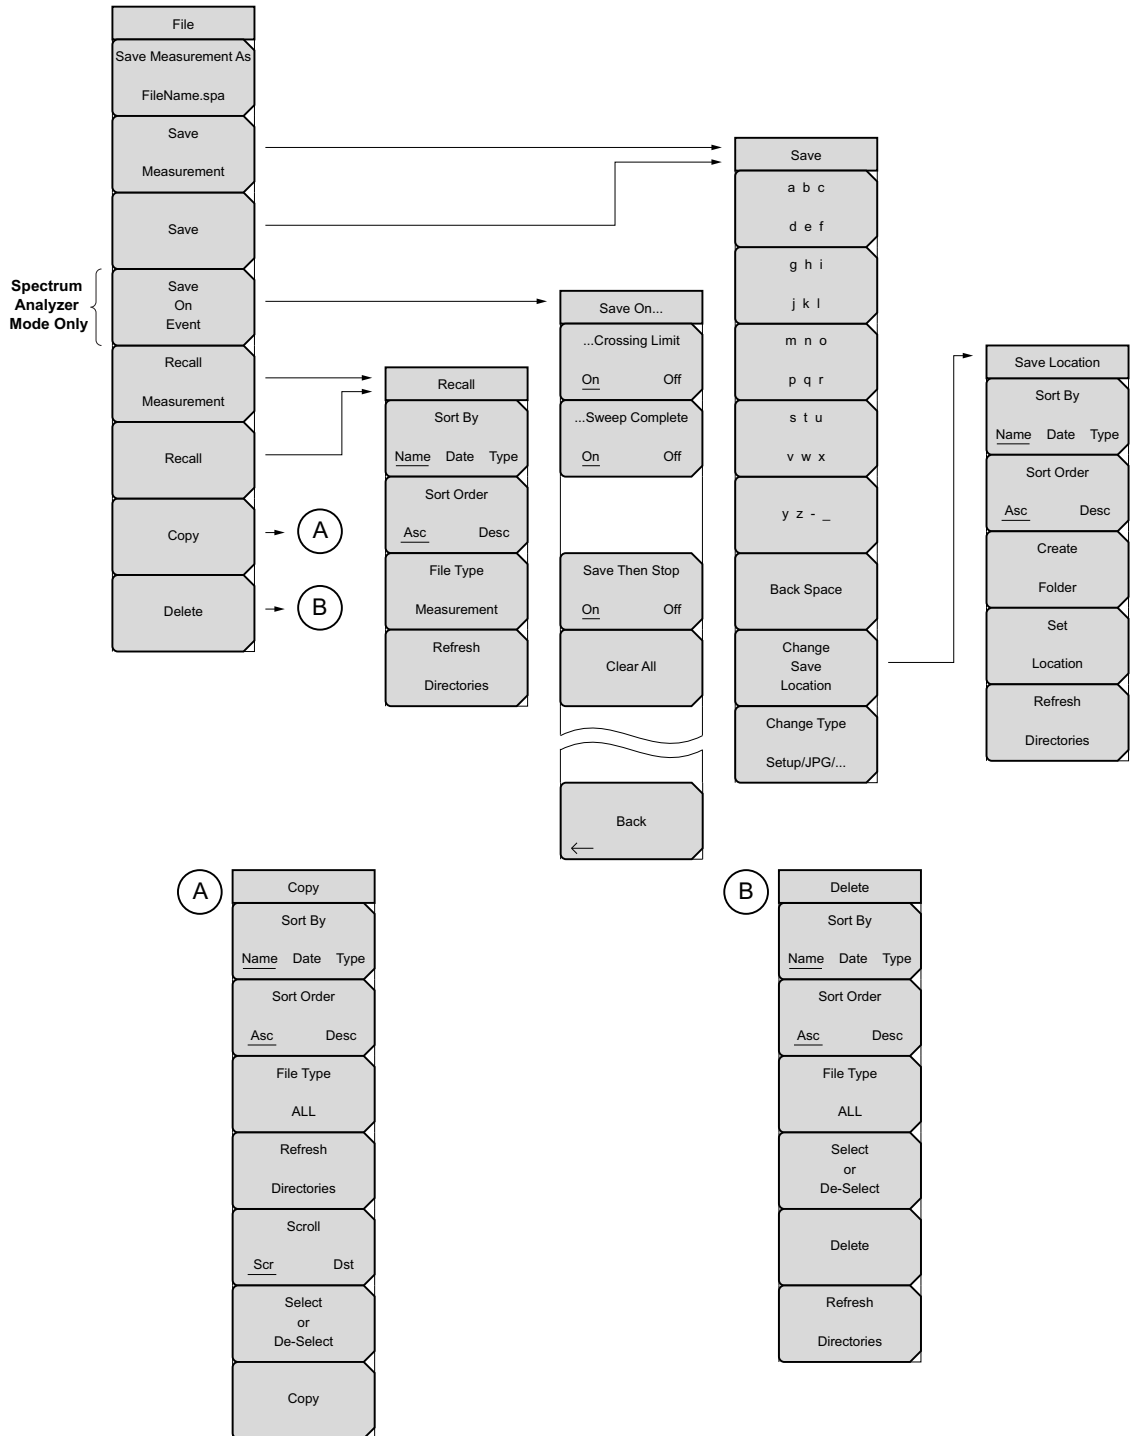 File
Save Measurement As
FileName.spa
Save
Measurement
Save
Spectrum
Analyzer
Mode Only
Save
On
Event
Recall
Measurement
Recall
Copy
A
Delete
B
Recall
Sort By
Name Date Type
Sort Order
Asc Desc
File Type
Measurement
Refresh
Directories
Save On...
...Crossing Limit
On Off
...Sweep Complete
On Off
Save Then Stop
On Off
Clear All
Back
Save
a b c
d e f
g h i
j k l
m n o
p q r
s t u
v w x
y z - _
Back Space
Change
Save
Location
Change Type
Setup/JPG/...
Save Location
Sort By
Name Date Type
Sort Order
Asc Desc
Create
Folder
Set
Location
Refresh
Directories
A
Copy
Sort By
Name Date Type
Sort Order
Asc Desc
File Type
ALL
Refresh
Directories
Scroll
Scr Dst
Select
or
De-Select
Copy
B
Delete
Sort By
Name Date Type
Sort Order
Asc Desc
File Type
ALL
Select
or
De-Select
Delete
Refresh
Directories